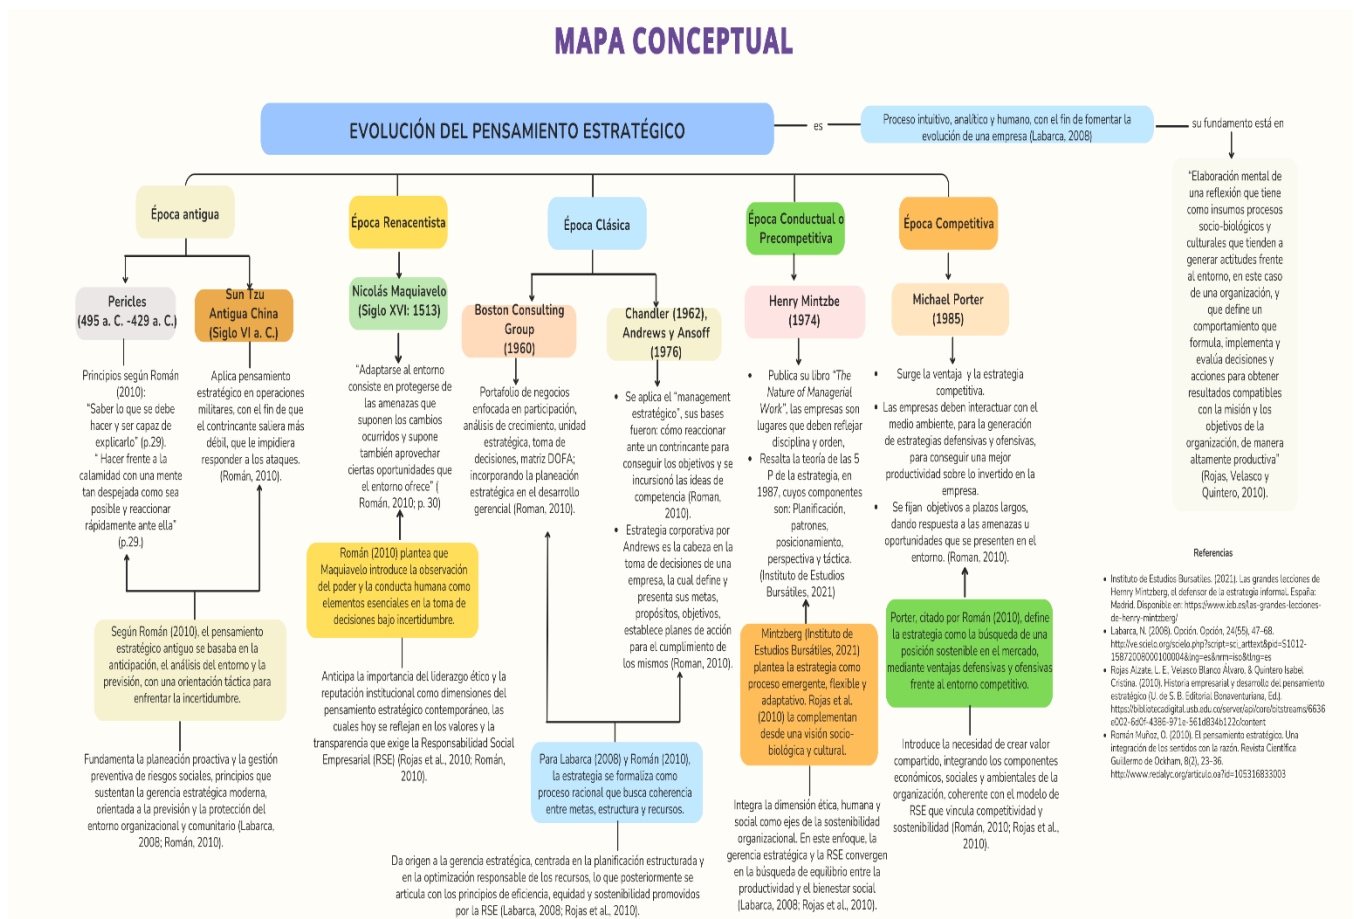 MAPA CONCEPTUAL
EVOLUCIÓN DEL PENSAMIENTO ESTRATÉGICO
es
Proceso intuitivo, analítico y humano, con el fin de fomentar la
evolución de una empresa (Labarca, 2008)
su fundamento está en
“Elaboración mental de
una reflexión que tiene
como insumos procesos
socio-biológicos y
culturales que tienden a
generar actitudes frente
al entorno, en este caso
de una organización, y
que define un
comportamiento que
formula, implementa y
evalúa decisiones y
acciones para obtener
resultados compatibles
con la misión y los
objetivos de la
organización, de manera
altamente productiva”
(Rojas, Velasco y
Quintero, 2010).
Época antigua
Pericles
(495 a. C. -429 a. C.)
Principios según Román
(2010):
“Saber lo que se debe
hacer y ser capaz de
explicarlo” (p.29).
“ Hacer frente a la
calamidad con una mente
tan despejada como sea
posible y reaccionar
rápidamente ante ella”
(p.29.)
Sun Tzu
Antigua China
(Siglo VI a. C.)
Aplica pensamiento
estratégico en operaciones
militares, con el fin de que
el contrincante saliera más
débil, que le impidiera
responder a los ataques.
(Román, 2010).
Según Román (2010), el pensamiento
estratégico antiguo se basaba en la
anticipación, el análisis del entorno y la
previsión, con una orientación táctica para
enfrentar la incertidumbre.
Fundamenta la planeación proactiva y la gestión
preventiva de riesgos sociales, principios que
sustentan la gerencia estratégica moderna,
orientada a la previsión y la protección del
entorno organizacional y comunitario (Labarca,
2008; Román, 2010).
Época Renacentista
Nicolás Maquiavelo
(Siglo XVI: 1513)
“Adaptarse al entorno
consiste en protegerse de
las amenazas que
suponen los cambios
ocurridos y supone
también aprovechar
ciertas oportunidades que
el entorno ofrece” (
Román, 2010; p. 30)
Román (2010) plantea que
Maquiavelo introduce la observación
del poder y la conducta humana como
elementos esenciales en la toma de
decisiones bajo incertidumbre.
Anticipa la importancia del liderazgo ético y la
reputación institucional como dimensiones del
pensamiento estratégico contemporáneo, las
cuales hoy se reflejan en los valores y la
transparencia que exige la Responsabilidad Social
Empresarial (RSE) (Rojas et al., 2010; Román,
2010).
Época Clásica
Boston Consulting
Group
(1960)
Portafolio de negocios
enfocada en participación,
análisis de crecimiento, unidad
estratégica, toma de
decisiones, matriz DOFA;
incorporando la planeación
estratégica en el desarrollo
gerencial (Roman, 2010).
Chandler (1962),
Andrews y Ansoff
(1976)
• Se aplica el “management
estratégico”, sus bases
fueron: cómo reaccionar
ante un contrincante para
conseguir los objetivos y se
incursionó las ideas de
competencia (Roman,
2010).
• Estrategia corporativa por
Andrews es la cabeza en la
toma de decisiones de una
empresa, la cual define y
presenta sus metas,
propósitos, objetivos,
establece planes de acción
para el cumplimiento de
los mismos (Roman, 2010).
Para Labarca (2008) y Román (2010),
la estrategia se formaliza como
proceso racional que busca coherencia
entre metas, estructura y recursos.
Da origen a la gerencia estratégica, centrada en la planificación estructurada y
en la optimización responsable de los recursos, lo que posteriormente se
articula con los principios de eficiencia, equidad y sostenibilidad promovidos
por la RSE (Labarca, 2008; Rojas et al., 2010).
Época Conductual o
Precompetitiva
Henry Mintzbe
(1974)
• Publica su libro “The
Nature of Managerial
Work”, las empresas son
lugares que deben reflejar
disciplina y orden,
• Resalta la teoría de las 5
P de la estrategia, en
1987, cuyos componentes
son: Planificación,
patrones,
posicionamiento,
perspectiva y táctica.
(Instituto de Estudios
Bursátiles, 2021)
Mintzberg (Instituto de
Estudios Bursátiles, 2021)
plantea la estrategia como
proceso emergente, flexible y
adaptativo. Rojas et al.
(2010) la complementan
desde una visión socio-
biológica y cultural.
Integra la dimensión ética, humana y
social como ejes de la sostenibilidad
organizacional. En este enfoque, la
gerencia estratégica y la RSE convergen
en la búsqueda de equilibrio entre la
productividad y el bienestar social
(Labarca, 2008; Rojas et al., 2010).
Época Competitiva
Michael Porter
(1985)
• Surge la ventaja y la estrategia
competitiva.
• Las empresas deben interactuar con el
medio ambiente, para la generación
de estrategias defensivas y ofensivas,
para conseguir una mejor
productividad sobre lo invertido en la
empresa.
• Se fijan objetivos a plazos largos,
dando respuesta a las amenazas u
oportunidades que se presenten en el
entorno. (Roman, 2010).
Porter, citado por Román (2010), define
la estrategia como la búsqueda de una
posición sostenible en el mercado,
mediante ventajas defensivas y ofensivas
frente al entorno competitivo.
Introduce la necesidad de crear valor
compartido, integrando los componentes
económicos, sociales y ambientales de la
organización, coherente con el modelo de
RSE que vincula competitividad y
sostenibilidad (Román, 2010; Rojas et al.,
2010).
Referencias
• Instituto de Estudios Bursatiles. (2021). Las grandes lecciones de
Hernry Mintzberg, el defensor de la estrategia informal. España:
Madrid. Disponible en: https://www.ieb.es/las-grandes-lecciones-
de-henry-mintzberg/
• Labarca, N. (2008). Opción. Opción, 24(55), 47–68.
http://ve.scielo.org/scielo.php?script=sci_arttext&pid=S1012-
15872008000100004&lng=es&nrm=iso&tlng=es
• Rojas Alzate, L. E., Velasco Blanco Álvaro, & Quintero Isabel
Cristina. (2010). Historia empresarial y desarrollo del pensamiento
estratégico (U. de S. B. Editorial Bonaventuriana, Ed.).
https://bibliotecadigital.usb.edu.co/server/api/core/bitstreams/6636
e002-6d0f-4386-971e-561d834b122c/content
• Román Muñoz, O. (2010). El pensamiento estratégico. Una
integración de los sentidos con la razón. Revista Científica
Guillermo de Ockham, 8(2), 23–36.
http://www.redalyc.org/articulo.oa?id=105316833003